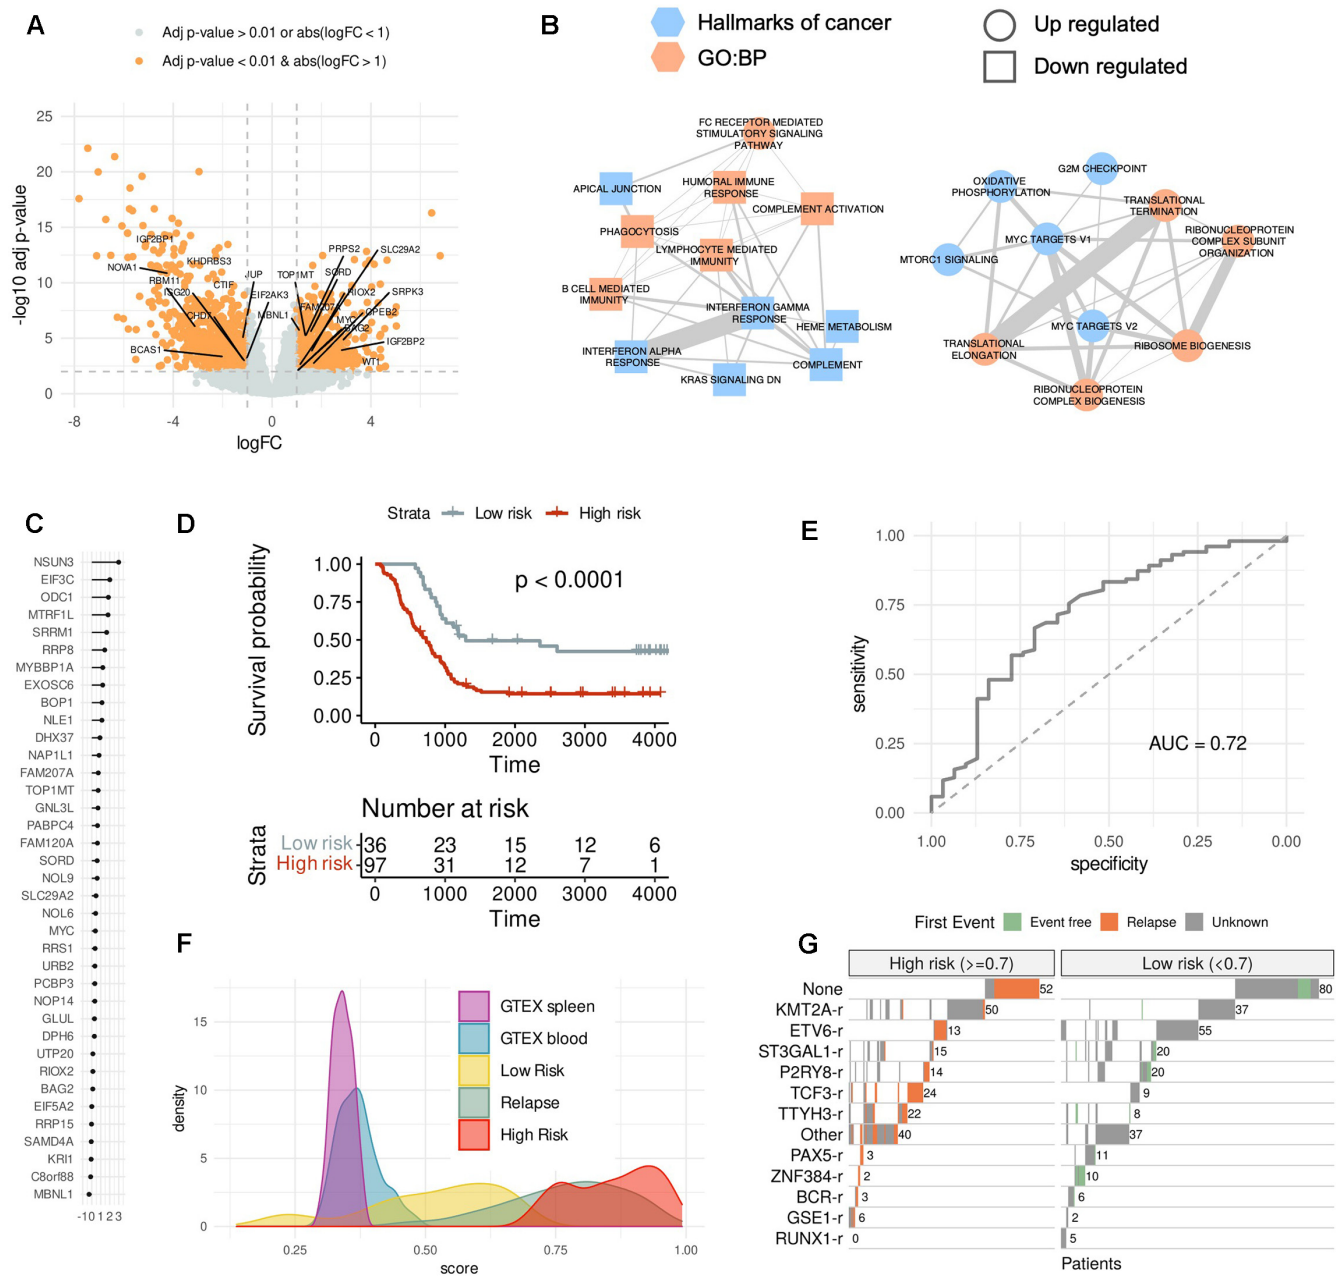 A
Adj p-value > 0.01 or abs(logFC < 1)
Adj p-value < 0.01 & abs(logFC > 1)
-log10 adj p-value
25
20
15
10
5
0
-8
-4
0
4
logFC
IGF2BP1
NOVA1
KHDRBS3
RBM11
ISG20
CTIF
JUP
EIF2AK3
CHD7
BCAS1
TOP1MT
PRPS2
SORD
SLC29A2
RIOX2
SRPK3
FAM207A
MBNL1
MYC
CPEB2
BAG2
IGF2BP2
WT1
B
Hallmarks of cancer
GO:BP
Up regulated
Down regulated
FC RECEPTOR MEDIATED
STIMULATORY SIGNALING
PATHWAY
APICAL JUNCTION
HUMORAL IMMUNE
RESPONSE
COMPLEMENT ACTIVATION
PHAGOCYTOSIS
LYMPHOCYTE MEDIATED
IMMUNITY
B CELL MEDIATED
IMMUNITY
INTERFERON GAMMA
RESPONSE
HEME METABOLISM
INTERFERON ALPHA
RESPONSE
COMPLEMENT
KRAS SIGNALING DN
G2M CHECKPOINT
OXIDATIVE
PHOSPHORYLATION
TRANSLATIONAL
TERMINATION
RIBONUCLEOPROTEIN
COMPLEX SUBUNIT
ORGANIZATION
MYC TARGETS V1
MTORC1 SIGNALING
MYC TARGETS V2
TRANSLATIONAL
ELONGATION
RIBOSOME BIOGENESIS
RIBONUCLEOPROTEIN
COMPLEX BIOGENESIS
C
NSUN3
EIF3C
ODC1
MTRF1L
SRRM1
RRP8
MYBBP1A
EXOSC6
BOP1
NLE1
DHX37
NAP1L1
FAM207A
TOP1MT
GNL3L
PABPC4
FAM120A
SORD
NOL9
SLC29A2
NOL6
MYC
RRS1
URB2
PCBP3
NOP14
GLUL
DPH6
UTP20
RIOX2
BAG2
EIF5A2
RRP15
SAMD4A
KRI1
C8orf88
MBNL1
-1 0 1 2 3
D
Strata Low risk High risk
Survival probability
1.00
0.75
0.50
0.25
0.00
p < 0.0001
0 1000 2000 3000 4000
Time
Number at risk
Strata
Low risk 36 23 15 12 6
High risk 97 31 12 7 1
0 1000 2000 3000 4000
Time
E
sensitivity
1.00
0.75
0.50
0.25
0.00
AUC = 0.72
1.00 0.75 0.50 0.25 0.00
specificity
F
density
15
10
5
0
GTEX spleen
GTEX blood
Low Risk
Relapse
High Risk
0.25 0.50 0.75 1.00
score
G
First Event Event free Relapse Unknown
High risk (>=0.7) Low risk (<0.7)
None 52 80
KMT2A-r 50 37
ETV6-r 13 55
ST3GAL1-r 15 20
P2RY8-r 14 20
TCF3-r 24 9
TTYH3-r 22 8
Other 40 37
PAX5-r 3 11
ZNF384-r 2 10
BCR-r 3 6
GSE1-r 6 2
RUNX1-r 0 5
Patients